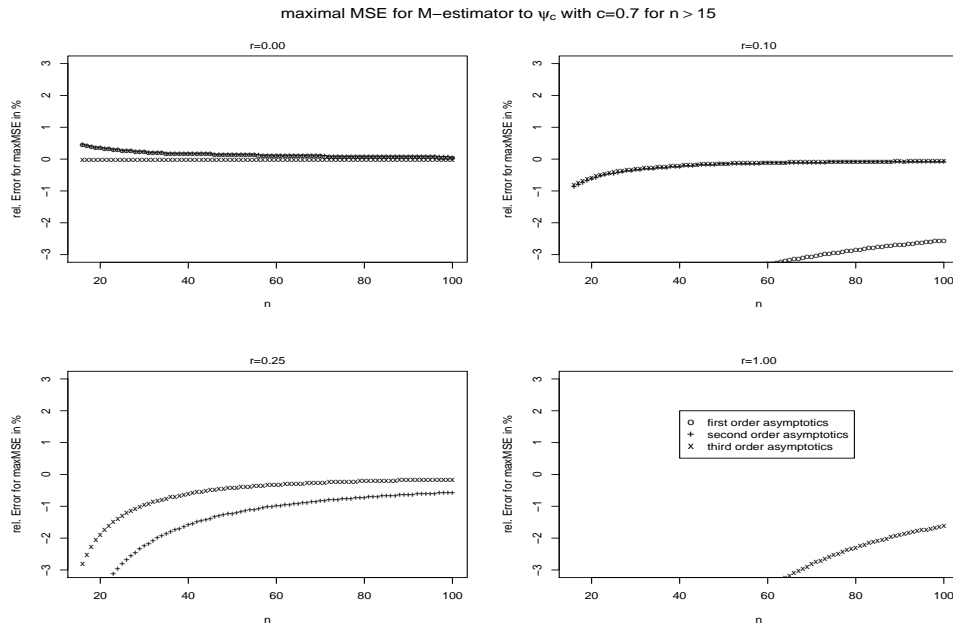 maximal MSE for M−estimator to ψc with c=0.7 for n > 15
r=0.00
rel. Error for maxMSE in %
3
2
1
0
−1
−2
−3
20 40 60 80 100
n
r=0.10
rel. Error for maxMSE in %
3
2
1
0
−1
−2
−3
20 40 60 80 100
n
r=0.25
rel. Error for maxMSE in %
3
2
1
0
−1
−2
−3
20 40 60 80 100
n
r=1.00
rel. Error for maxMSE in %
3
2
1
0
−1
−2
−3
first order asymptotics
second order asymptotics
third order asymptotics
20 40 60 80 100
n